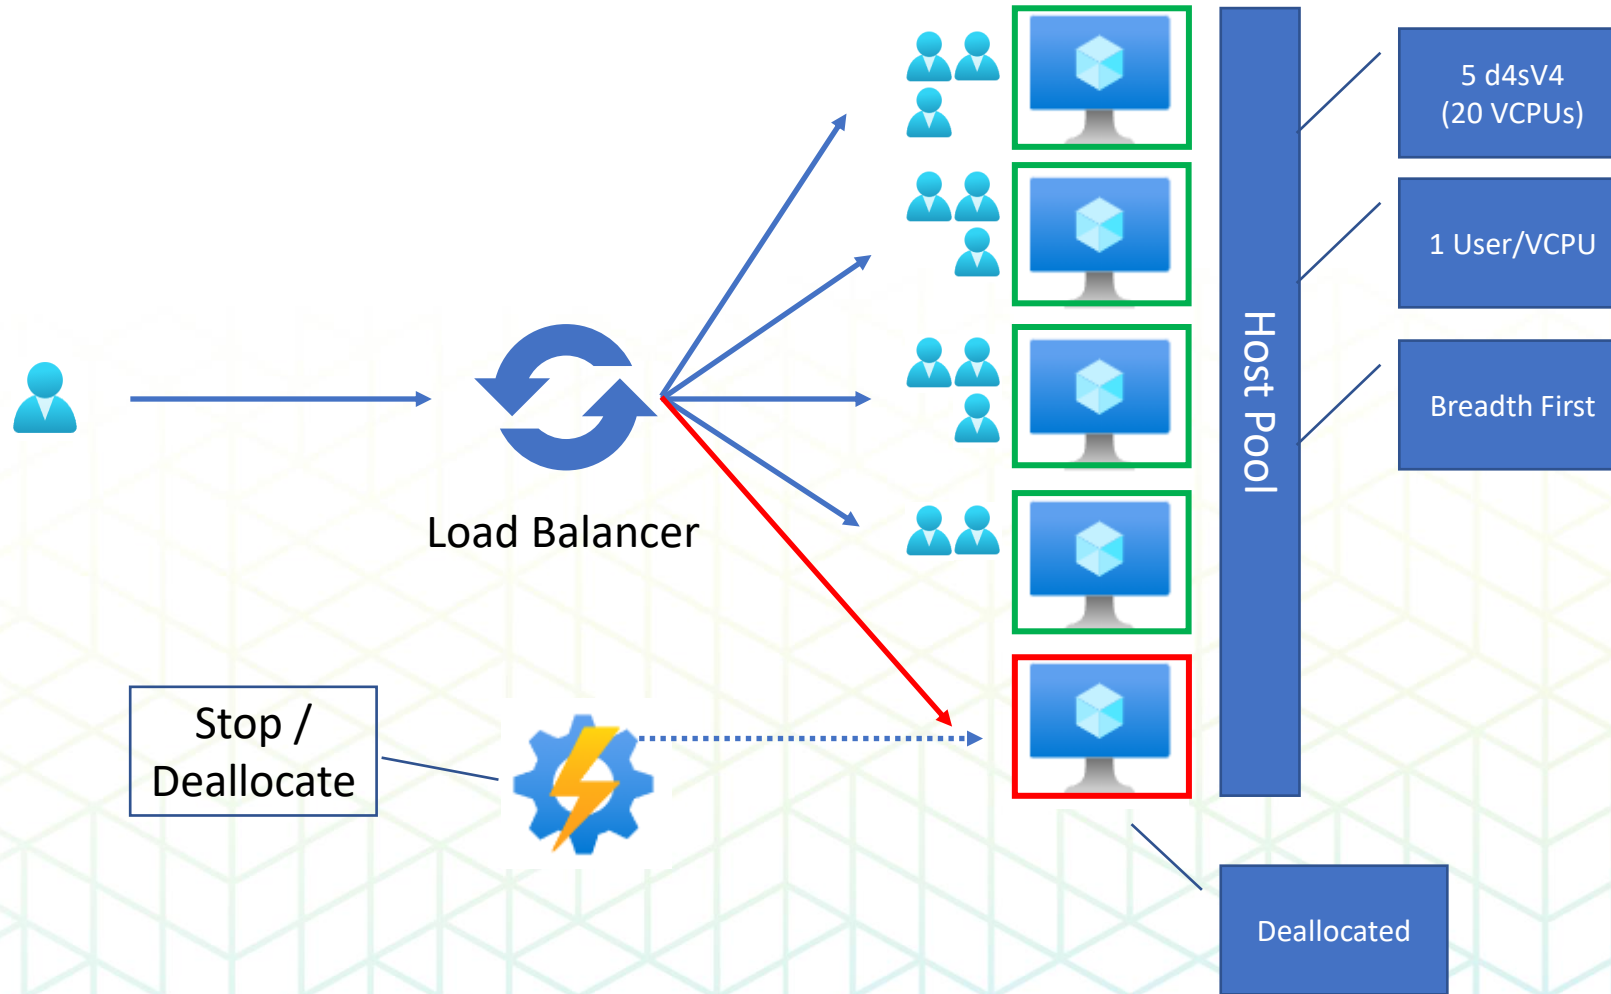 5 d4sV4
(20 VCPUs)
1 User/VCPU
Host Pool
Breadth First
Load Balancer
Stop /
Deallocate
Deallocated